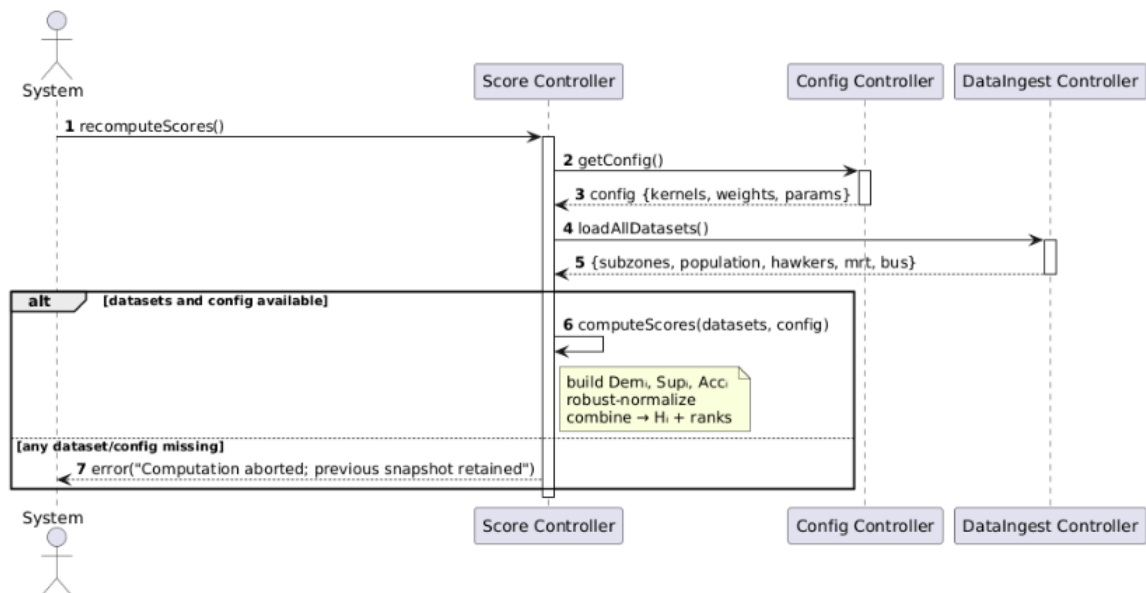 System
Score Controller
Config Controller
DataIngest Controller
1 recomputeScores()
2 getConfig()
3 config {kernels, weights, params}
4 loadAllDatasets()
5 {subzones, population, hawkers, mrt, bus}
alt [datasets and config available]
6 computeScores(datasets, config)
build Demᵢ, Supᵢ, Accᵢ
robust-normalize
combine → Hᵢ + ranks
[any dataset/config missing]
7 error("Computation aborted; previous snapshot retained")
System
Score Controller
Config Controller
DataIngest Controller